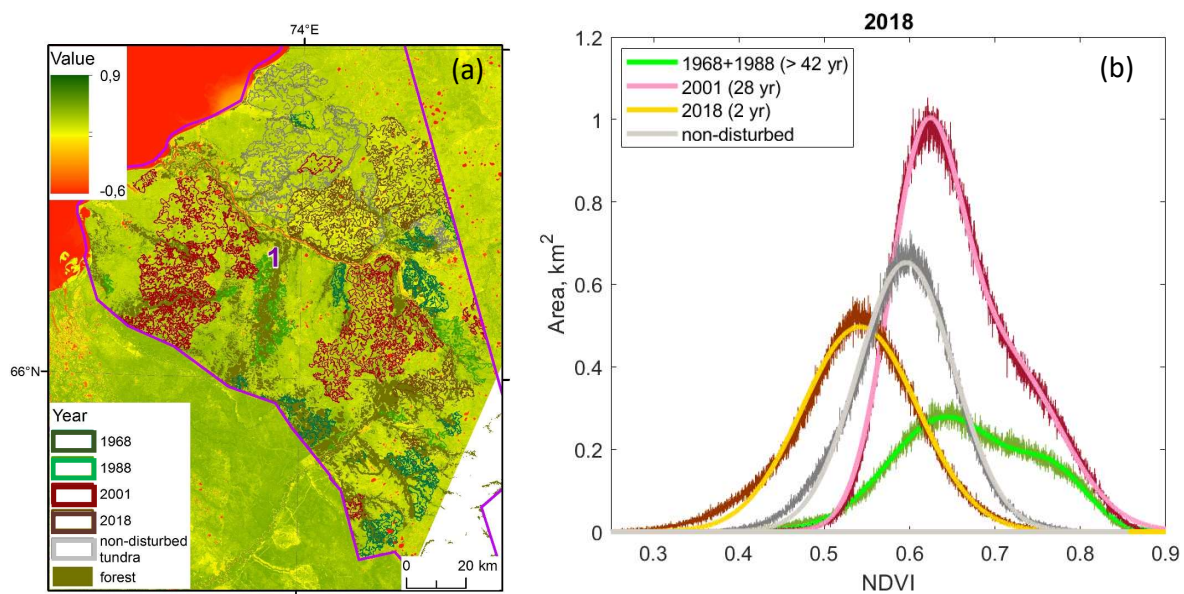 74°E
(a)
Value
0,9
-0,6
1
66°N
Year
1968
1988
2001
2018
non-disturbed
tundra
forest
0 20 km
2018
(b)
1968+1988 (> 42 yr)
2001 (28 yr)
2018 (2 yr)
non-disturbed
Area, km²
1.2
1
0.8
0.6
0.4
0.2
0
0.3 0.4 0.5 0.6 0.7 0.8 0.9
NDVI